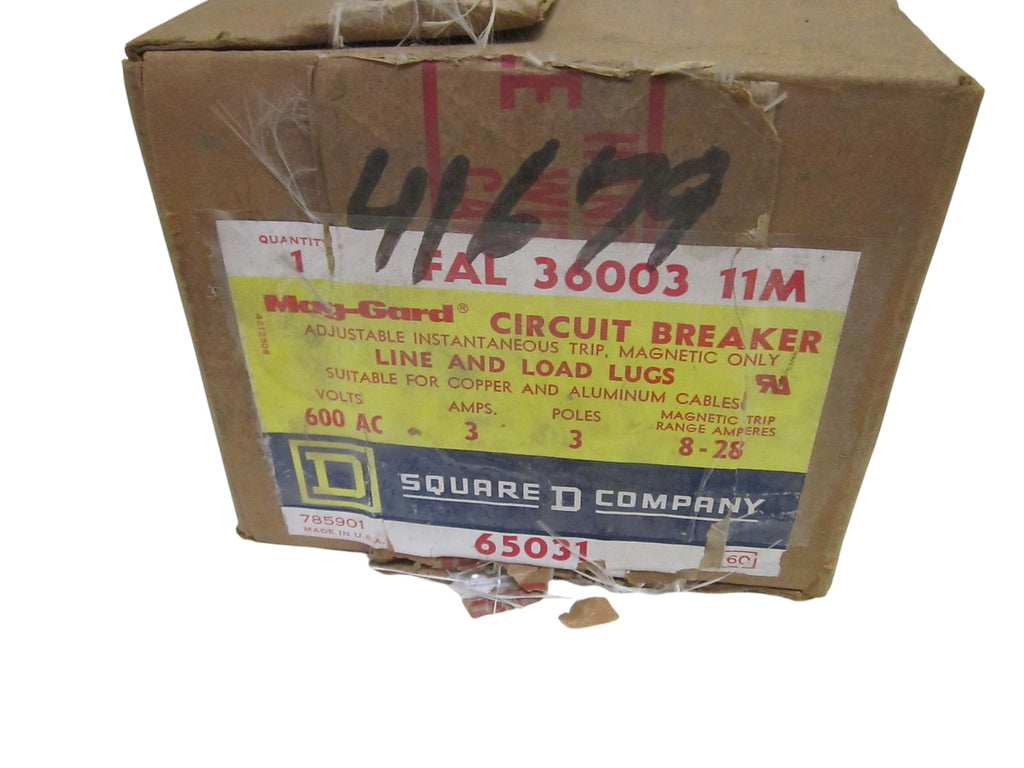 E
41679
QUANTITY
1
FAL 36003 11M
Mag-Gard® CIRCUIT BREAKER
ADJUSTABLE INSTANTANEOUS TRIP, MAGNETIC ONLY
LINE AND LOAD LUGS
SUITABLE FOR COPPER AND ALUMINUM CABLES
VOLTS
600 AC
AMPS.
3
POLES
3
MAGNETIC TRIP
RANGE AMPERES
8-28
D
SQUARE D COMPANY
785901
MADE IN U.S.A.
65031
60